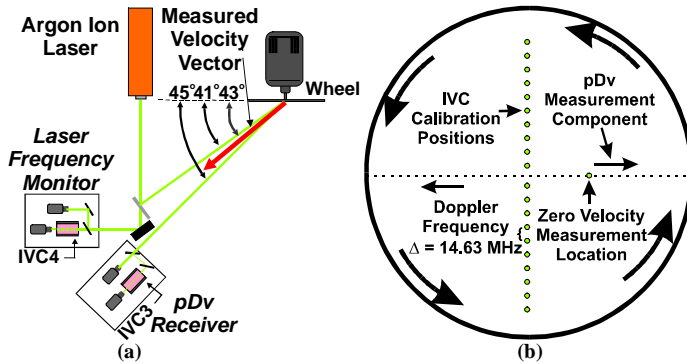 Argon Ion
Laser
Measured
Velocity
Vector
Wheel
45° 41° 43°
Laser
Frequency
Monitor
IVC4
IVC3
pDv
Receiver
(a)
IVC
Calibration
Positions
pDv
Measurement
Component
Doppler
Frequency
Δ = 14.63 MHz {
Zero Velocity
Measurement
Location
(b)